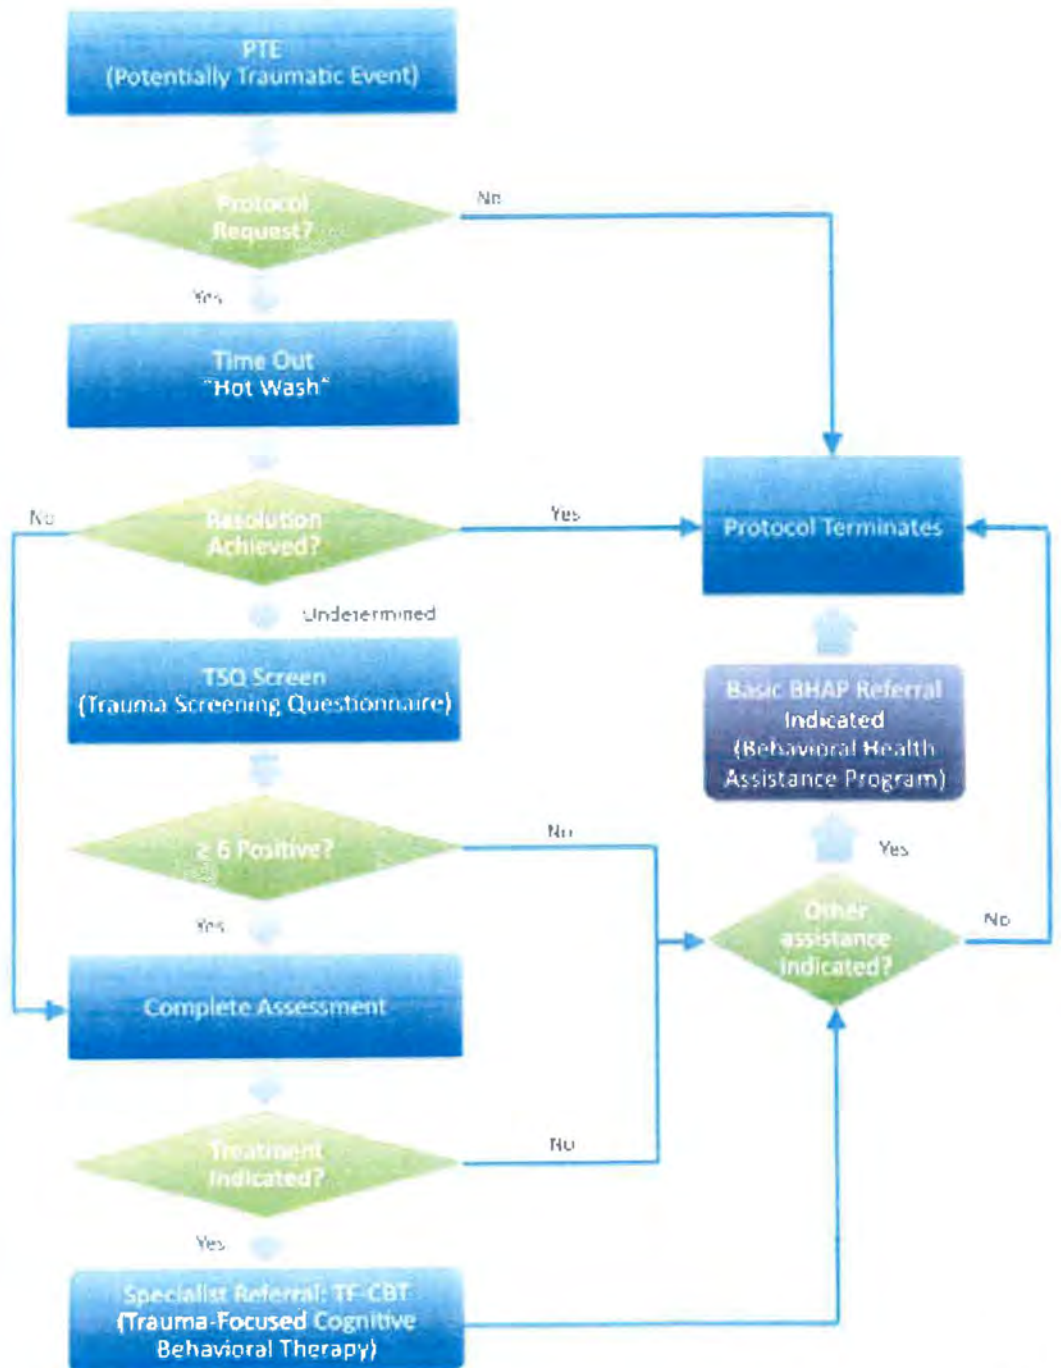 PTE
(Potentially Traumatic Event)
Protocol
Request?
No
Yes
Time Out
"Hot Wash"
No
Resolution
Achieved?
Yes
Protocol Terminates
Undetermined
TSQ Screen
(Trauma Screening Questionnaire)
Basic BHAP Referral
Indicated
(Behavioral Health
Assistance Program)
≥ 6 Positive?
No
Yes
Yes
Other
assistance
indicated?
No
Complete Assessment
Treatment
Indicated?
No
Yes
Specialist Referral: TF-CBT
(Trauma-Focused Cognitive
Behavioral Therapy)